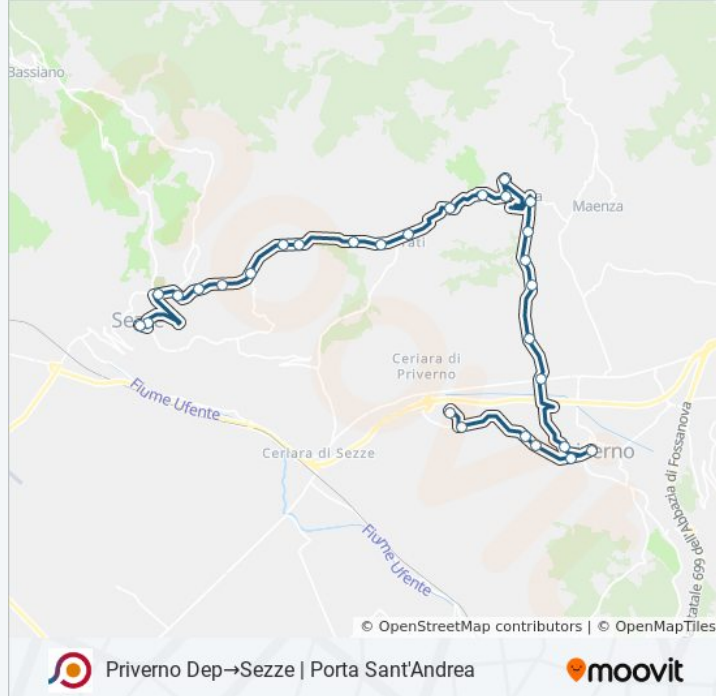 Bassiano
Maenza
Sezze
Ceriara di
Priverno
Fiume Ufente
Ceriara di Sezze
Priverno
Fiume Ufente
statale 699 dell'Abbazia di Fossanova
© OpenStreetMap contributors | © OpenMapTiles
Priverno Dep→Sezze | Porta Sant'Andrea
moovit